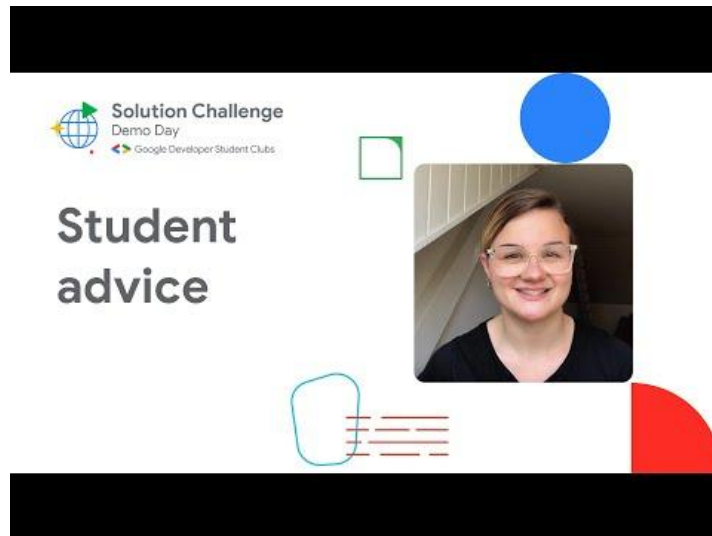 Solution Challenge
Demo Day
Google Developer Student Clubs
Student
advice